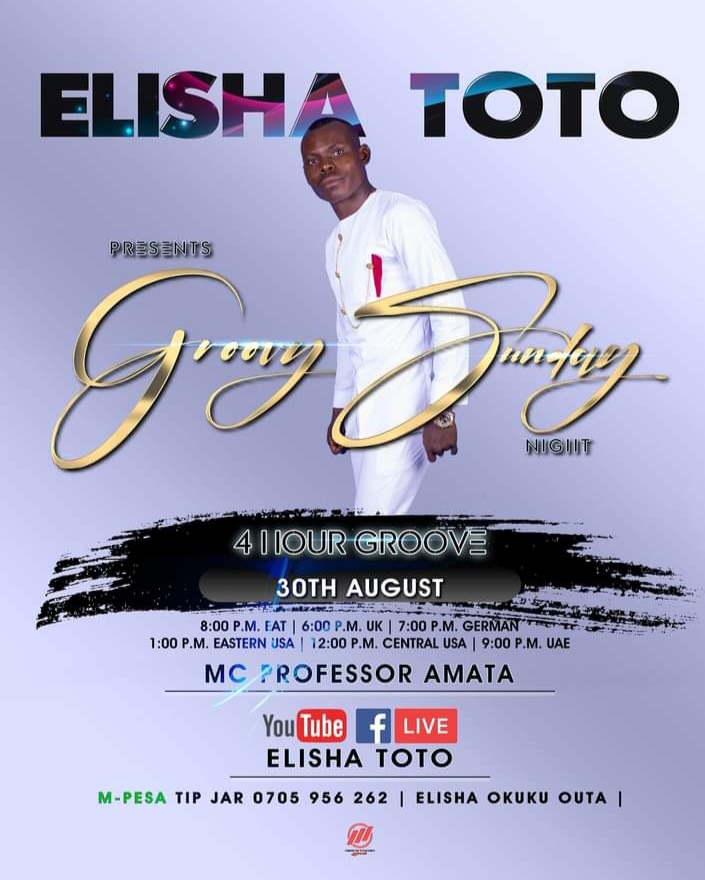 ELISHA TOTO
PRESENTS
Groovy Sunday
NIGHT
4 HOUR GROOVE
30TH AUGUST
8:00 P.M. EAT | 6:00 P.M. UK | 7:00 P.M. GERMAN
1:00 P.M. EASTERN USA | 12:00 P.M. CENTRAL USA | 9:00 P.M. UAE
MC PROFESSOR AMATA
YouTube f LIVE
ELISHA TOTO
M-PESA TIP JAR 0705 956 262 | ELISHA OKUKU OUTA |